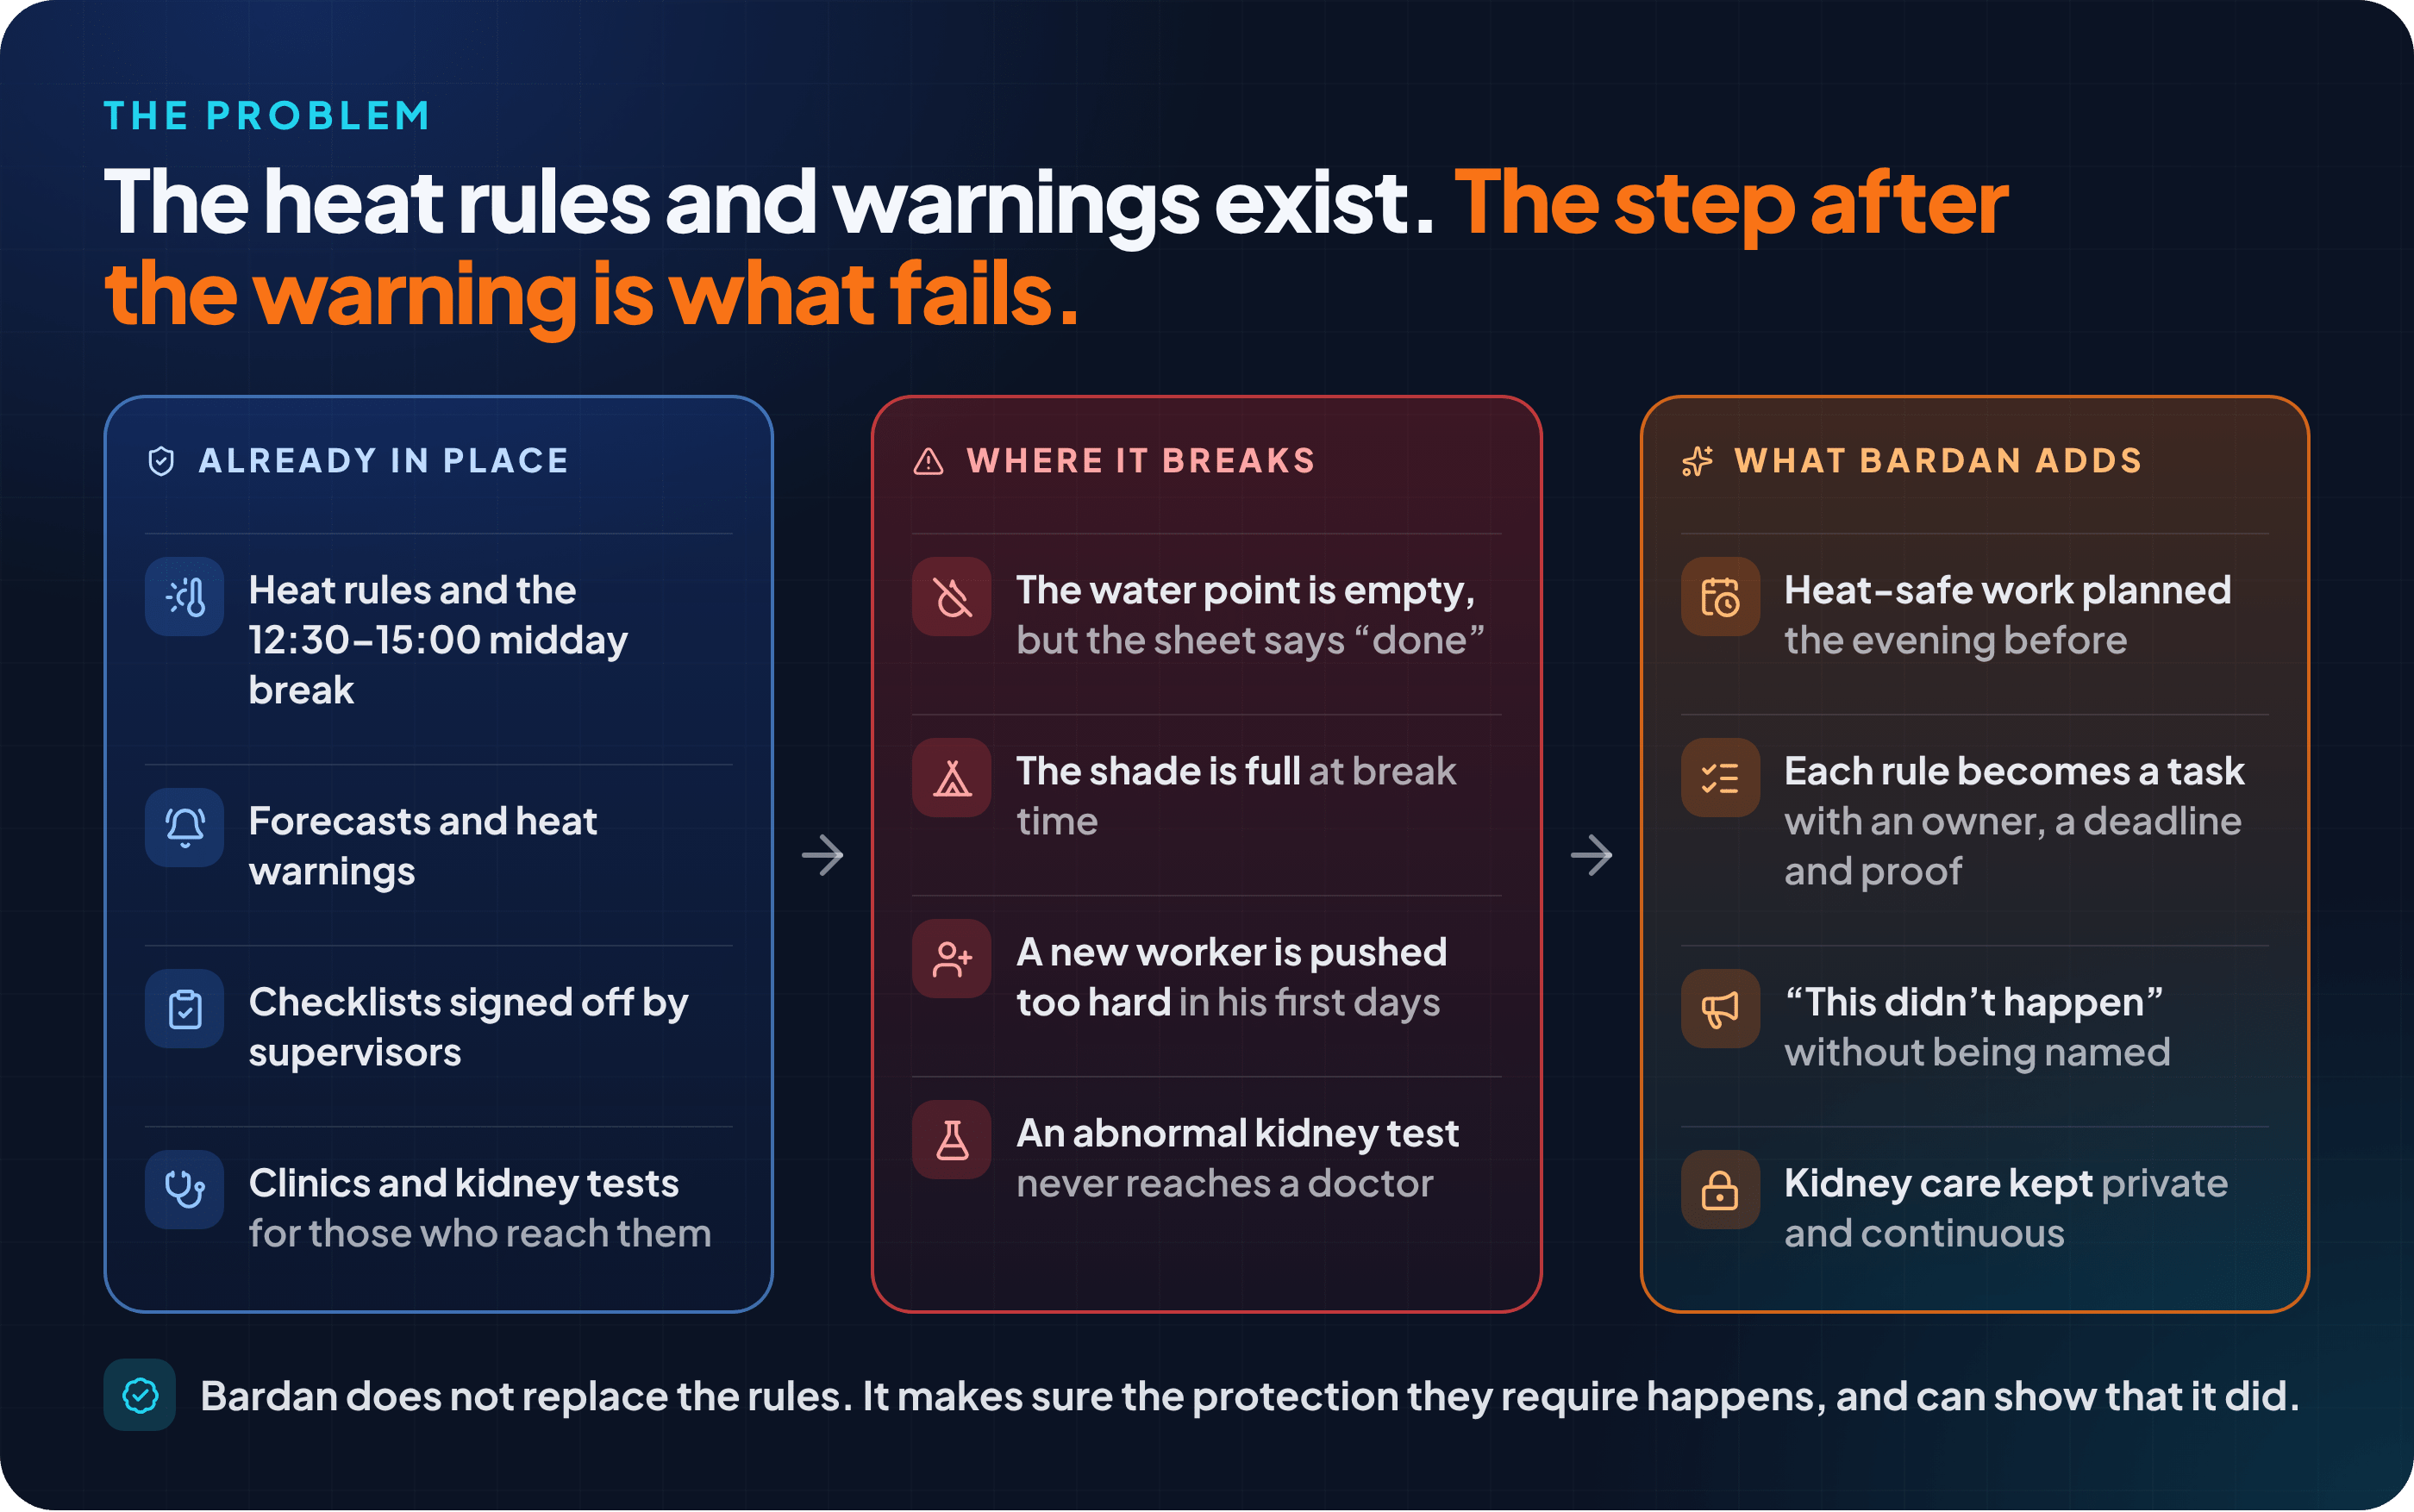 THE PROBLEM
The heat rules and warnings exist. The step after
the warning is what fails.
ALREADY IN PLACE
Heat rules and the
12:30–15:00 midday
break
Forecasts and heat
warnings
Checklists signed off by
supervisors
Clinics and kidney tests
for those who reach them
WHERE IT BREAKS
The water point is empty,
but the sheet says “done”
The shade is full at break
time
A new worker is pushed
too hard in his first days
An abnormal kidney test
never reaches a doctor
WHAT BARDAN ADDS
Heat-safe work planned
the evening before
Each rule becomes a task
with an owner, a deadline
and proof
“This didn’t happen”
without being named
Kidney care kept private
and continuous
Bardan does not replace the rules. It makes sure the protection they require happens, and can show that it did.